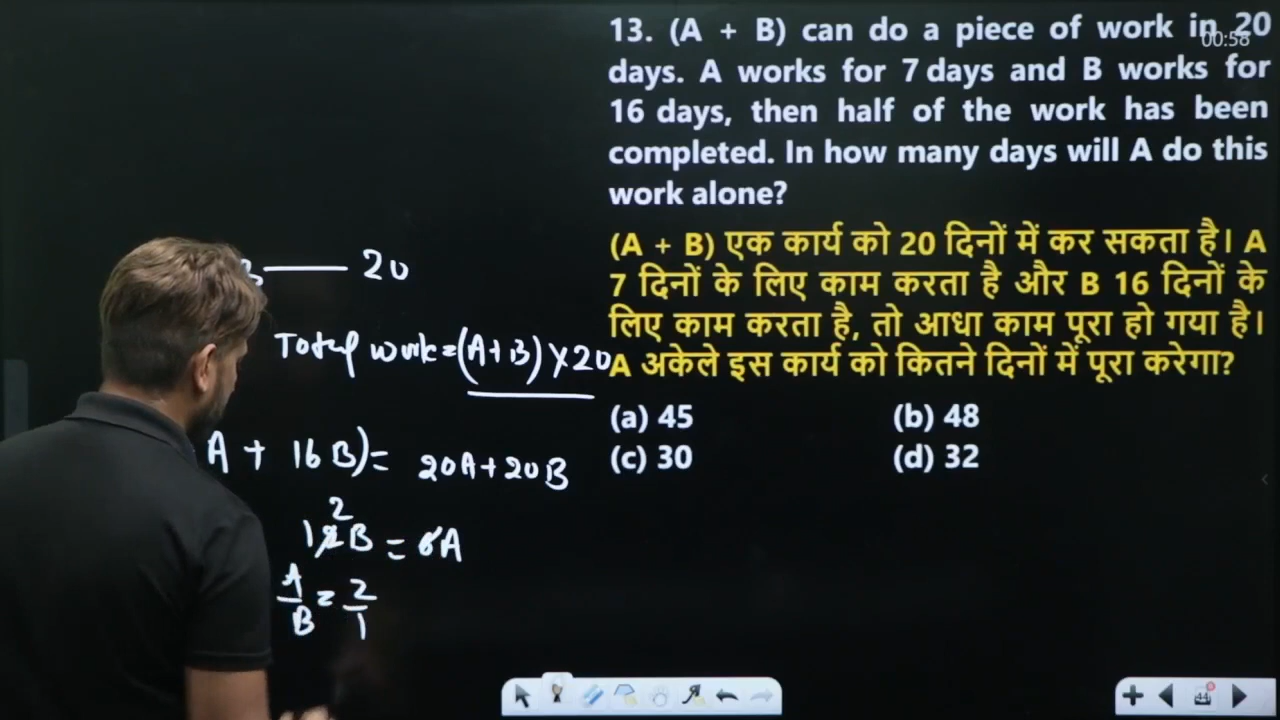 13. (A + B) can do a piece of work in 20
00:58
days. A works for 7 days and B works for
16 days, then half of the work has been
completed. In how many days will A do this
work alone?
(A + B) एक कार्य को 20 दिनों में कर सकता है। A
7 दिनों के लिए काम करता है और B 16 दिनों के
लिए काम करता है, तो आधा काम पूरा हो गया है।
A अकेले इस कार्य को कितने दिनों में पूरा करेगा?
(a) 45 (b) 48
(c) 30 (d) 32
B — 20
Total work = (A+B) × 20
A + 16B) = 20A + 20B
2
12B = 6A
A/B = 2/1
44